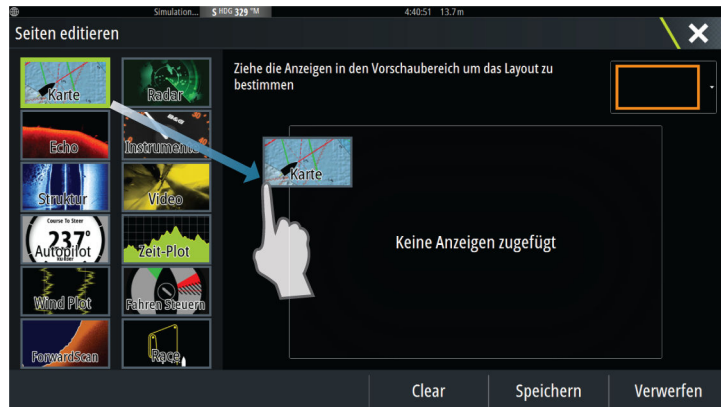 Simulation... S HDG 329 °M 4:40:51 13.7 m
Seiten editieren
Ziehe die Anzeigen in den Vorschaubereich um das Layout zu
bestimmen
Karte Radar
Echo Instrumente
Karte
Struktur Video
Course To Steer
237°
Autopilot Zeit-Plot
Keine Anzeigen zugefügt
Wind Plot Fahren Steuern
ForwardScan Race
Clear Speichern Verwerfen